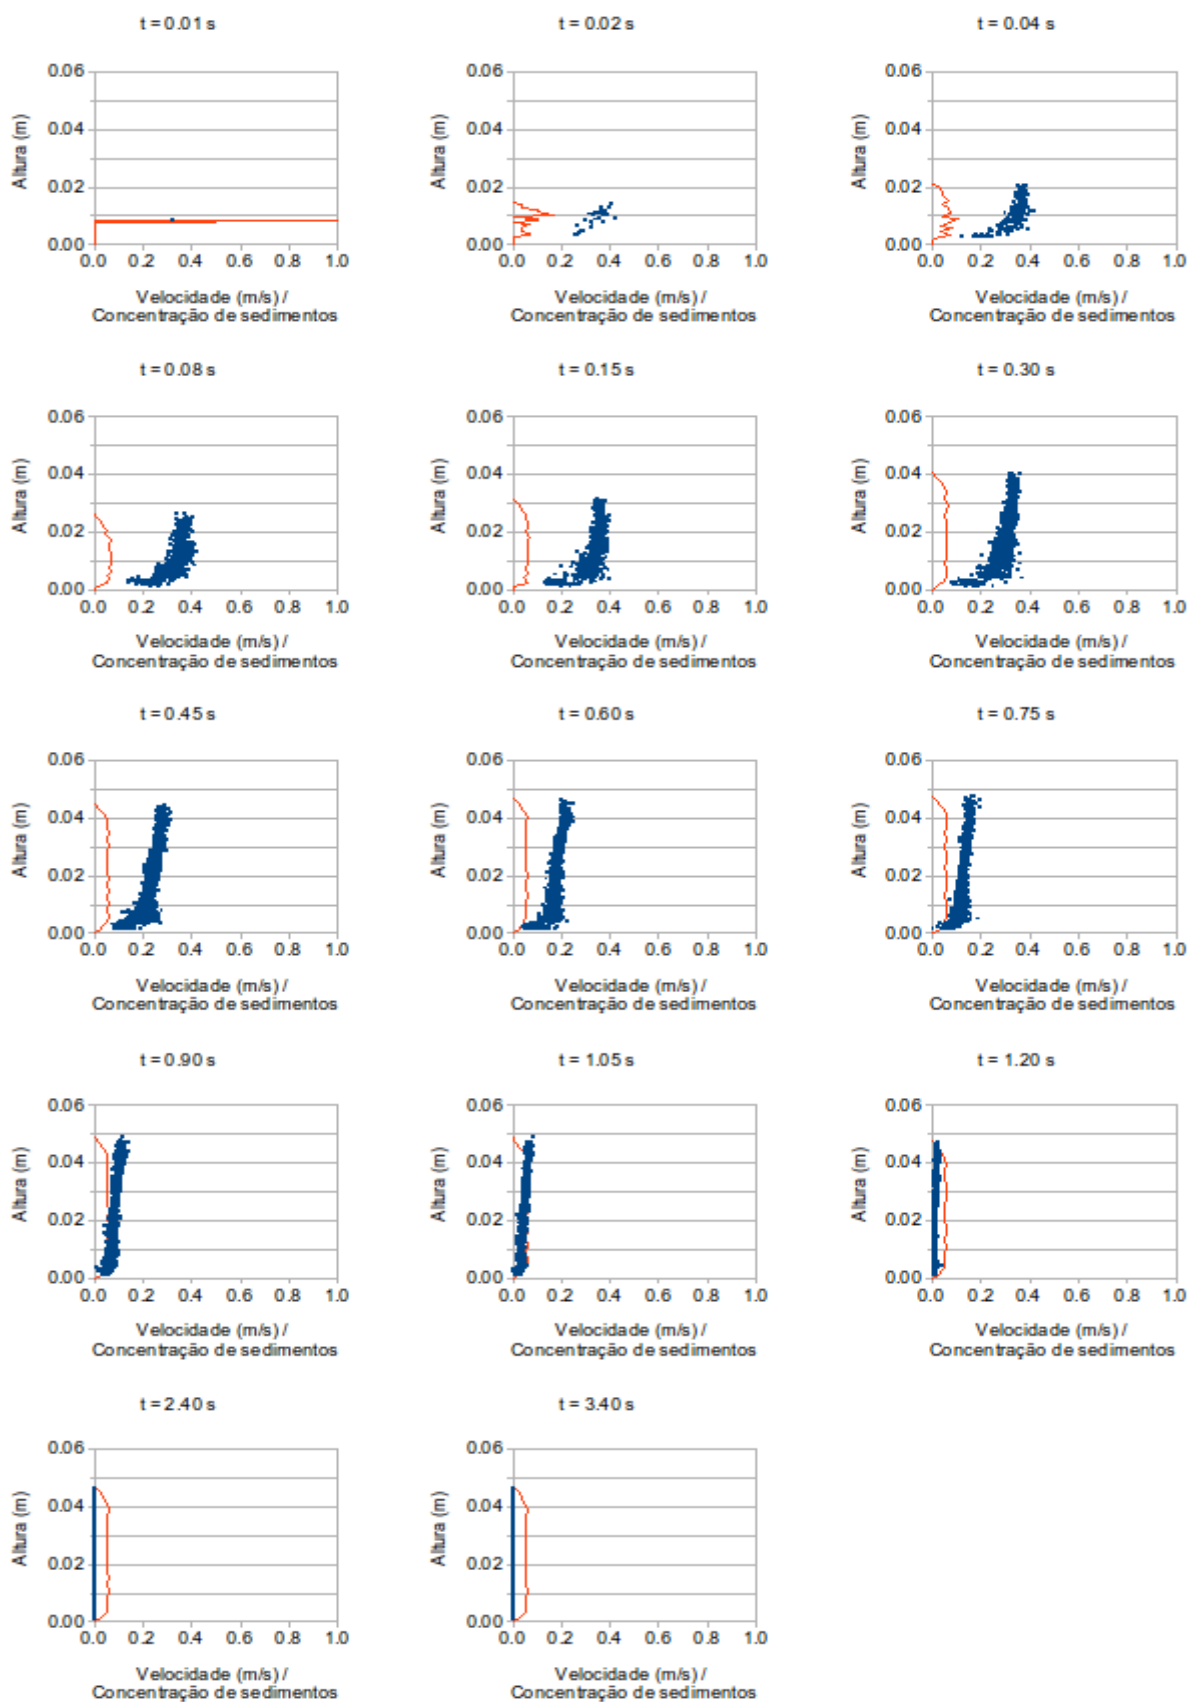 t = 0.01 s
t = 0.02 s
t = 0.04 s
Altura (m)
0.06
0.04
0.02
0.00
0.0 0.2 0.4 0.6 0.8 1.0
Velocidade (m/s) /
Concentração de sedimentos
Altura (m)
0.06
0.04
0.02
0.00
0.0 0.2 0.4 0.6 0.8 1.0
Velocidade (m/s) /
Concentração de sedimentos
Altura (m)
0.06
0.04
0.02
0.00
0.0 0.2 0.4 0.6 0.8 1.0
Velocidade (m/s) /
Concentração de sedimentos
t = 0.08 s
t = 0.15 s
t = 0.30 s
Altura (m)
0.06
0.04
0.02
0.00
0.0 0.2 0.4 0.6 0.8 1.0
Velocidade (m/s) /
Concentração de sedimentos
Altura (m)
0.06
0.04
0.02
0.00
0.0 0.2 0.4 0.6 0.8 1.0
Velocidade (m/s) /
Concentração de sedimentos
Altura (m)
0.06
0.04
0.02
0.00
0.0 0.2 0.4 0.6 0.8 1.0
Velocidade (m/s) /
Concentração de sedimentos
t = 0.45 s
t = 0.60 s
t = 0.75 s
Altura (m)
0.06
0.04
0.02
0.00
0.0 0.2 0.4 0.6 0.8 1.0
Velocidade (m/s) /
Concentração de sedimentos
Altura (m)
0.06
0.04
0.02
0.00
0.0 0.2 0.4 0.6 0.8 1.0
Velocidade (m/s) /
Concentração de sedimentos
Altura (m)
0.06
0.04
0.02
0.00
0.0 0.2 0.4 0.6 0.8 1.0
Velocidade (m/s) /
Concentração de sedimentos
t = 0.90 s
t = 1.05 s
t = 1.20 s
Altura (m)
0.06
0.04
0.02
0.00
0.0 0.2 0.4 0.6 0.8 1.0
Velocidade (m/s) /
Concentração de sedimentos
Altura (m)
0.06
0.04
0.02
0.00
0.0 0.2 0.4 0.6 0.8 1.0
Velocidade (m/s) /
Concentração de sedimentos
Altura (m)
0.06
0.04
0.02
0.00
0.0 0.2 0.4 0.6 0.8 1.0
Velocidade (m/s) /
Concentração de sedimentos
t = 2.40 s
t = 3.40 s
Altura (m)
0.06
0.04
0.02
0.00
0.0 0.2 0.4 0.6 0.8 1.0
Velocidade (m/s) /
Concentração de sedimentos
Altura (m)
0.06
0.04
0.02
0.00
0.0 0.2 0.4 0.6 0.8 1.0
Velocidade (m/s) /
Concentração de sedimentos